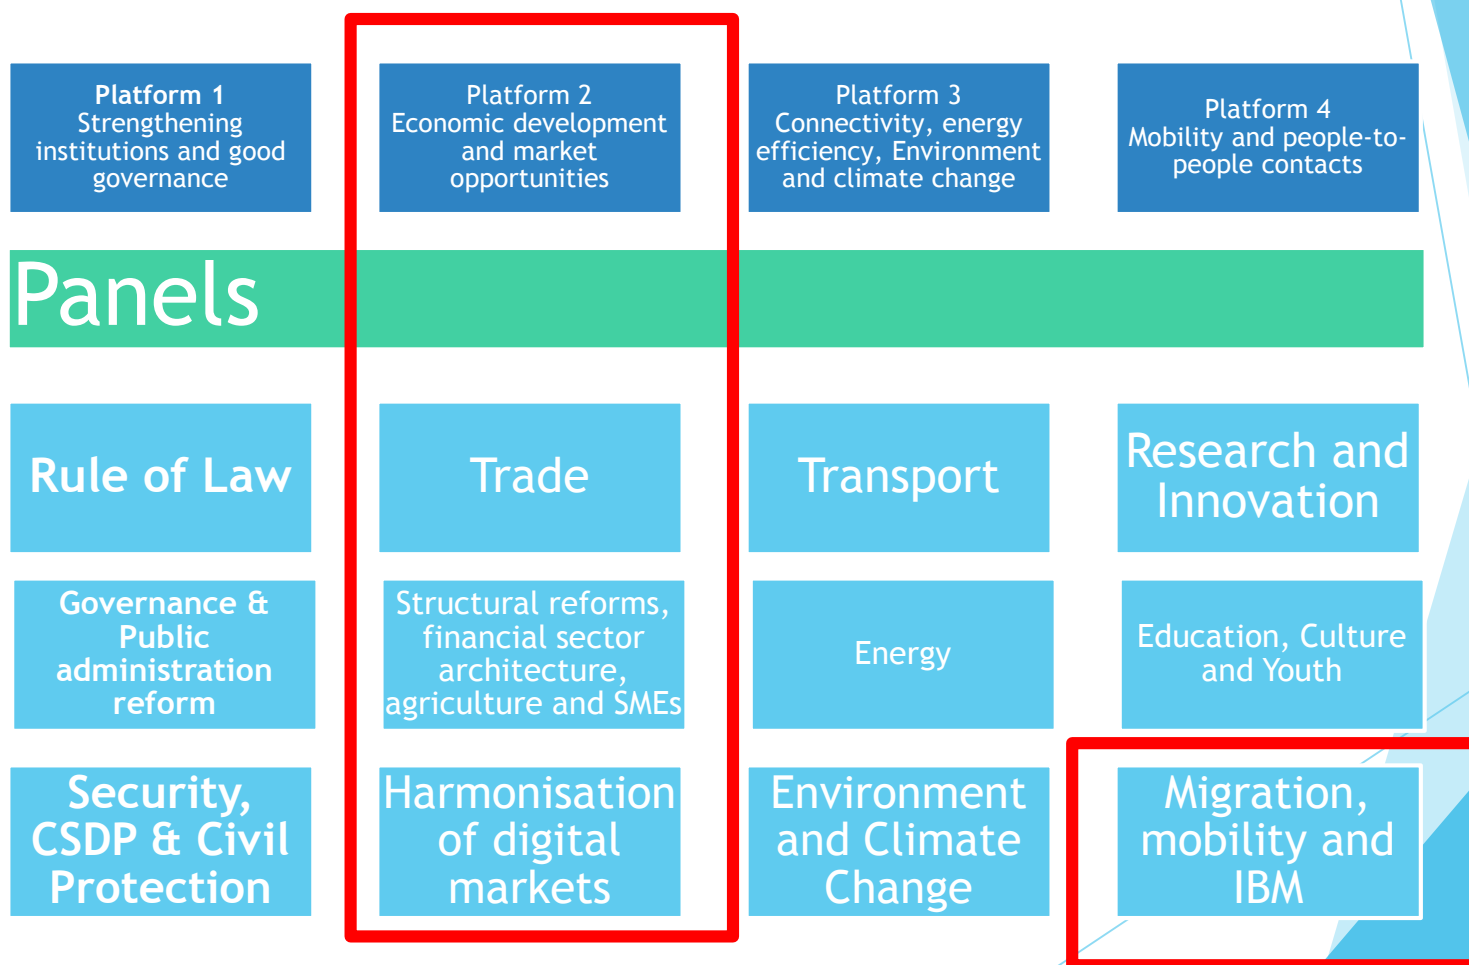 Platform 1
Strengthening
institutions and good
governance
Platform 2
Economic development
and market
opportunities
Platform 3
Connectivity, energy
efficiency, Environment
and climate change
Platform 4
Mobility and people-to-
people contacts
Panels
Rule of Law
Trade
Transport
Research and
Innovation
Governance &
Public
administration
reform
Structural reforms,
financial sector
architecture,
agriculture and SMEs
Energy
Education, Culture
and Youth
Security,
CSDP & Civil
Protection
Harmonisation
of digital
markets
Environment
and Climate
Change
Migration,
mobility and
IBM